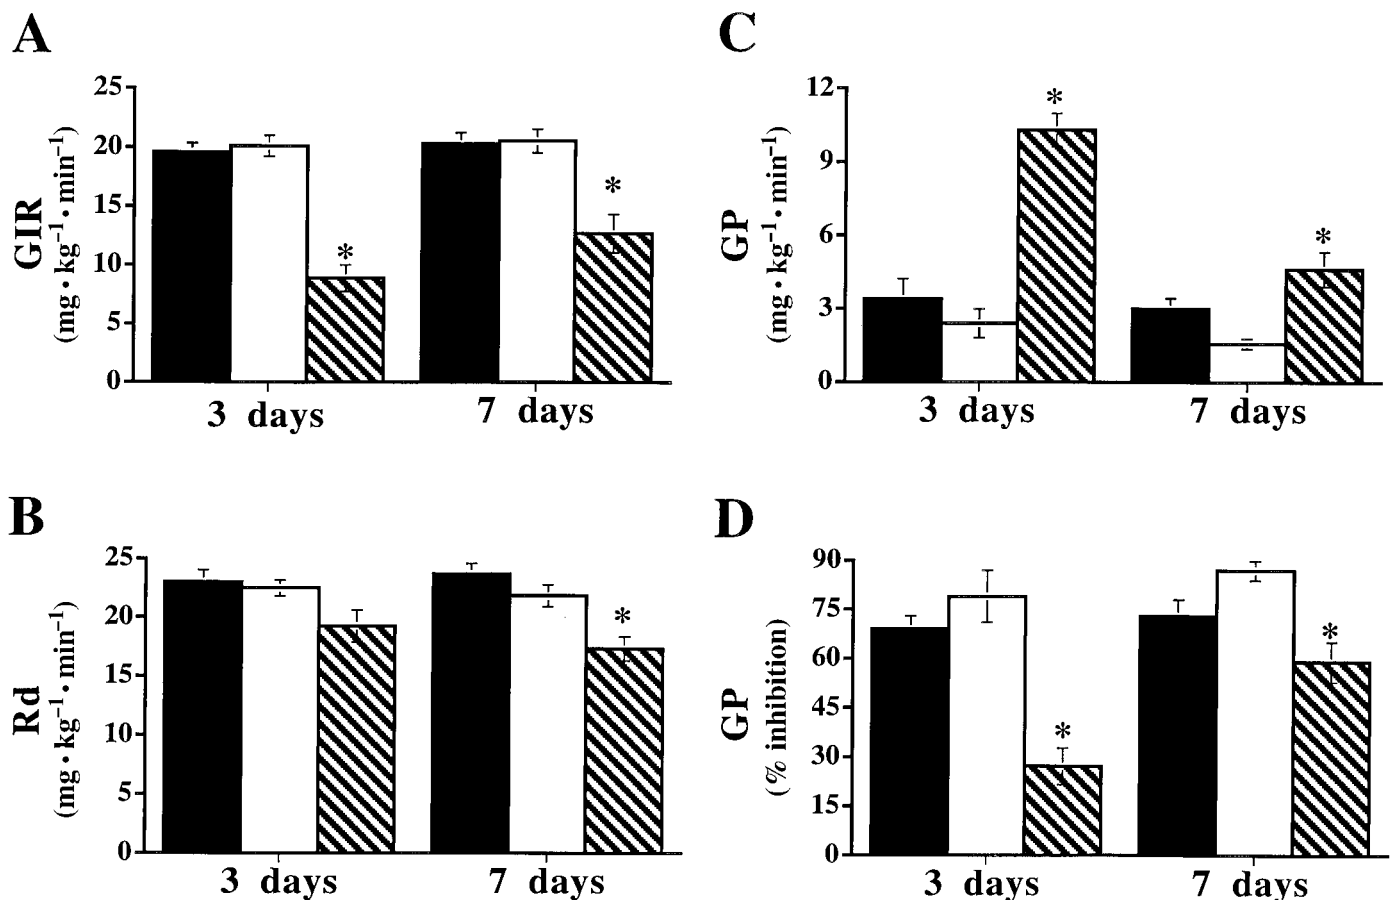 A
GIR
(mg • kg⁻¹ • min⁻¹)
25
20
15
10
5
0
*
*
3 days
7 days
C
GP
(mg • kg⁻¹ • min⁻¹)
12
9
6
3
0
*
*
3 days
7 days
B
Rd
(mg • kg⁻¹ • min⁻¹)
25
20
15
10
5
0
*
3 days
7 days
D
GP
(% inhibition)
90
75
60
45
30
15
0
*
*
3 days
7 days